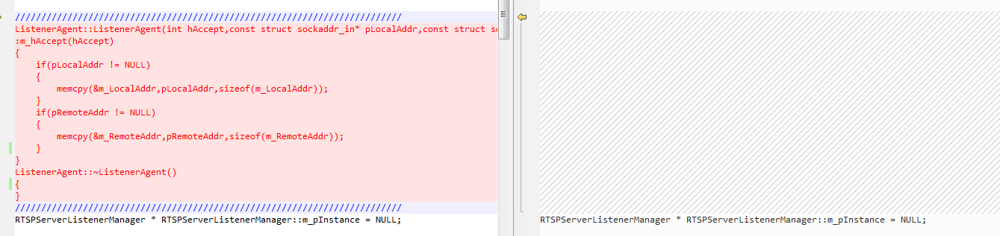 //////////////////////////////////////////////////////////////////////////
ListenerAgent::ListenerAgent(int hAccept,const struct sockaddr_in* pLocalAddr,const struct
:m_hAccept(hAccept)
{
    if(pLocalAddr != NULL)
    {
        memcpy(&m_LocalAddr,pLocalAddr,sizeof(m_LocalAddr));
    }
    if(pRemoteAddr != NULL)
    {
        memcpy(&m_RemoteAddr,pRemoteAddr,sizeof(m_RemoteAddr));
    }
}
ListenerAgent::~ListenerAgent()
{
}
//////////////////////////////////////////////////////////////////////////
RTSPServerListenerManager * RTSPServerListenerManager::m_pInstance = NULL;
RTSPServerListenerManager * RTSPServerListenerManager::m_pInstance = NULL;